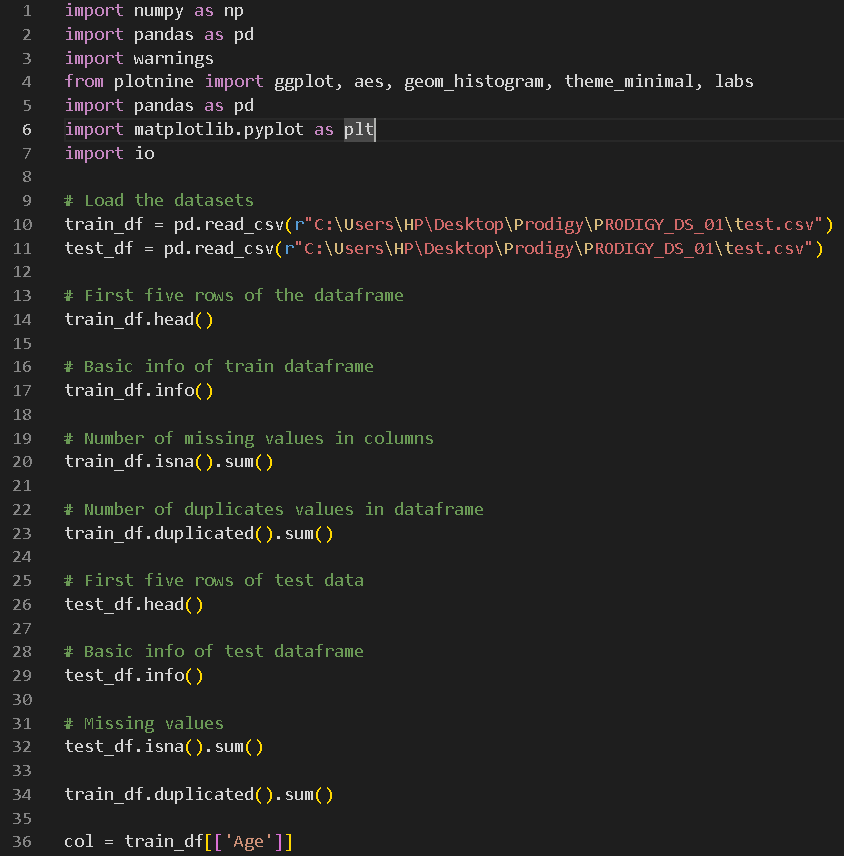 1 import numpy as np
2 import pandas as pd
3 import warnings
4 from plotnine import ggplot, aes, geom_histogram, theme_minimal, labs
5 import pandas as pd
6 import matplotlib.pyplot as plt
7 import io
8
9 # Load the datasets
10 train_df = pd.read_csv(r"C:\Users\HP\Desktop\Prodigy\PRODIGY_DS_01\test.csv")
11 test_df = pd.read_csv(r"C:\Users\HP\Desktop\Prodigy\PRODIGY_DS_01\test.csv")
12
13 # First five rows of the dataframe
14 train_df.head()
15
16 # Basic info of train dataframe
17 train_df.info()
18
19 # Number of missing values in columns
20 train_df.isna().sum()
21
22 # Number of duplicates values in dataframe
23 train_df.duplicated().sum()
24
25 # First five rows of test data
26 test_df.head()
27
28 # Basic info of test dataframe
29 test_df.info()
30
31 # Missing values
32 test_df.isna().sum()
33
34 train_df.duplicated().sum()
35
36 col = train_df[['Age']]